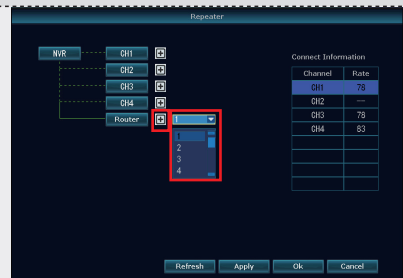 Repeater
NVR
CH1
CH2
CH3
CH4
Router
1
1
2
3
4
Connect Information
Channel Rate
CH1 78
CH2 ---
CH3 78
CH4 83
Refresh Apply Ok Cancel